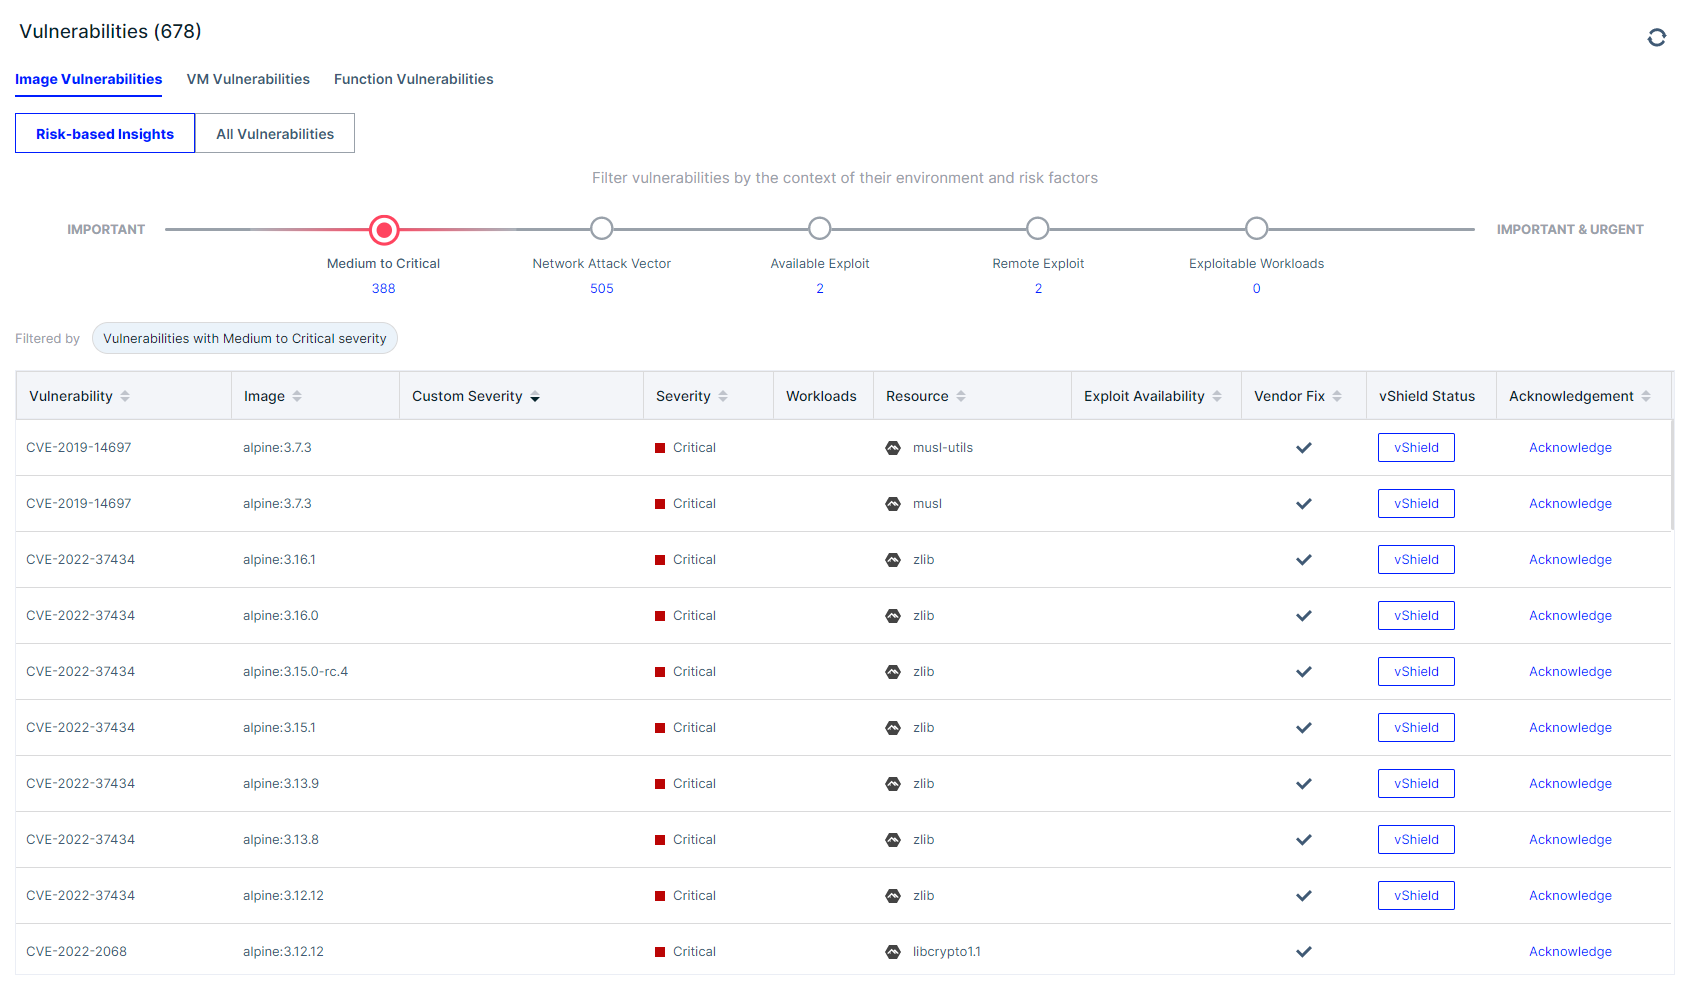 Vulnerabilities (678)
Image Vulnerabilities VM Vulnerabilities Function Vulnerabilities
Risk-based Insights All Vulnerabilities
Filter vulnerabilities by the context of their environment and risk factors
IMPORTANT IMPORTANT & URGENT
Medium to Critical Network Attack Vector Available Exploit Remote Exploit Exploitable Workloads
388 505 2 2 0
Filtered by Vulnerabilities with Medium to Critical severity
Vulnerability Image Custom Severity Severity Workloads Resource Exploit Availability Vendor Fix vShield Status Acknowledgement
CVE-2019-14697 alpine:3.7.3 Critical musl-utils vShield Acknowledge
CVE-2019-14697 alpine:3.7.3 Critical musl vShield Acknowledge
CVE-2022-37434 alpine:3.16.1 Critical zlib vShield Acknowledge
CVE-2022-37434 alpine:3.16.0 Critical zlib vShield Acknowledge
CVE-2022-37434 alpine:3.15.0-rc.4 Critical zlib vShield Acknowledge
CVE-2022-37434 alpine:3.15.1 Critical zlib vShield Acknowledge
CVE-2022-37434 alpine:3.13.9 Critical zlib vShield Acknowledge
CVE-2022-37434 alpine:3.13.8 Critical zlib vShield Acknowledge
CVE-2022-37434 alpine:3.12.12 Critical zlib vShield Acknowledge
CVE-2022-2068 alpine:3.12.12 Critical libcrypto1.1 Acknowledge